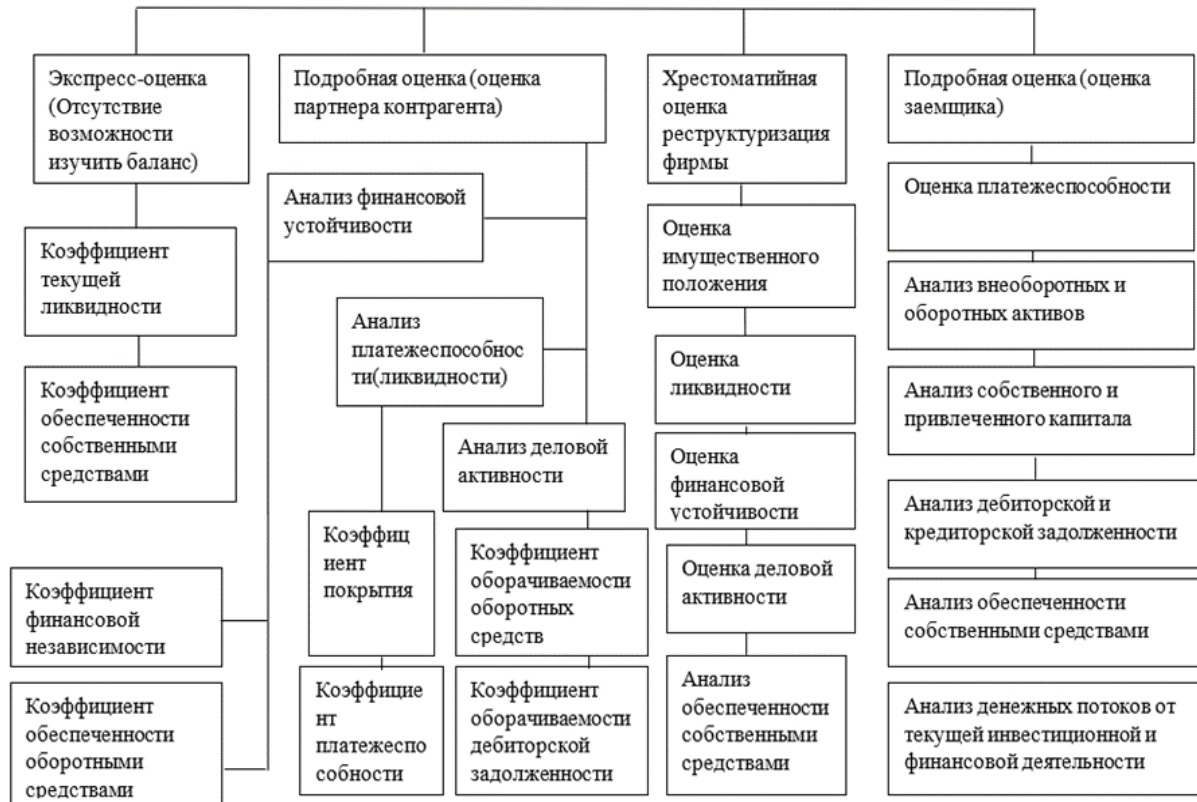 Экспресс-оценка
(Отсутствие
возможности
изучить баланс)
Коэффициент
текущей
ликвидности
Коэффициент
обеспеченности
собственными
средствами
Подробная оценка (оценка
партнера контрагента)
Анализ финансовой
устойчивости
Коэффициент
финансовой
независимости
Коэффициент
обеспеченности
оборотными
средствами
Анализ
платежеспособнос
ти(ликвидности)
Коэффиц
иент
покрытия
Коэффицие
нт
платежеспо
собности
Анализ деловой
активности
Коэффициент
оборачиваемости
оборотных
средств
Коэффициент
оборачиваемости
дебиторской
задолженности
Хрестоматийная
оценка
реструктуризация
фирмы
Оценка
имущественного
положения
Оценка
ликвидности
Оценка
финансовой
устойчивости
Оценка деловой
активности
Анализ
обеспеченности
собственными
средствами
Подробная оценка (оценка
заемщика)
Оценка платежеспособности
Анализ внеоборотных и
оборотных активов
Анализ собственного и
привлеченного капитала
Анализ дебиторской и
кредиторской задолженности
Анализ обеспеченности
собственными средствами
Анализ денежных потоков от
текущей инвестиционной и
финансовой деятельности